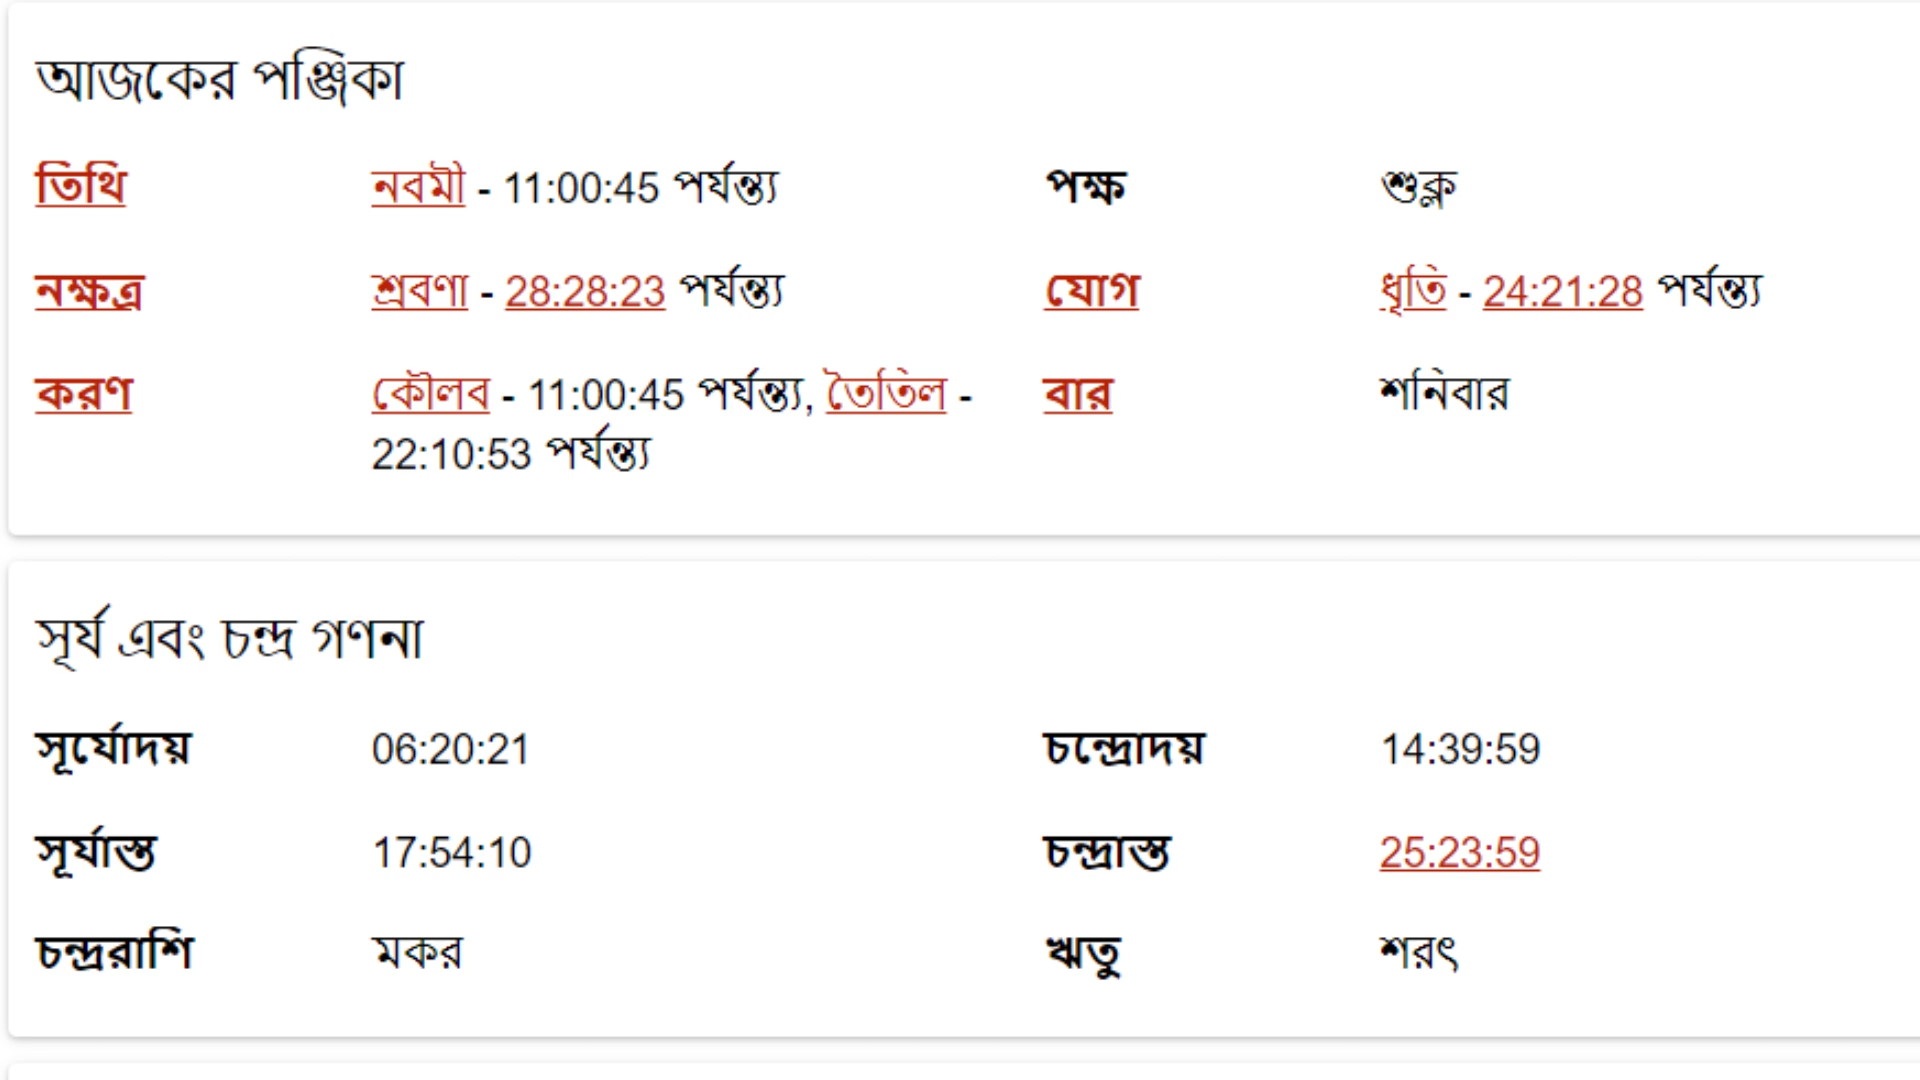 আজকের পঞ্জিকা
তিথি নবমী - 11:00:45 পর্যন্ত্য পক্ষ শুক্ল
নক্ষত্র শ্রবণা - 28:28:23 পর্যন্ত্য যোগ ধৃতি - 24:21:28 পর্যন্ত্য
করণ কৌলব - 11:00:45 পর্যন্ত্য, তৈতিল - বার শনিবার
22:10:53 পর্যন্ত্য
সূর্য এবং চন্দ্র গণনা
সূর্যোদয় 06:20:21 চন্দ্রোদয় 14:39:59
সূর্যাস্ত 17:54:10 চন্দ্রাস্ত 25:23:59
চন্দ্ররাশি মকর ঋতু শরৎ